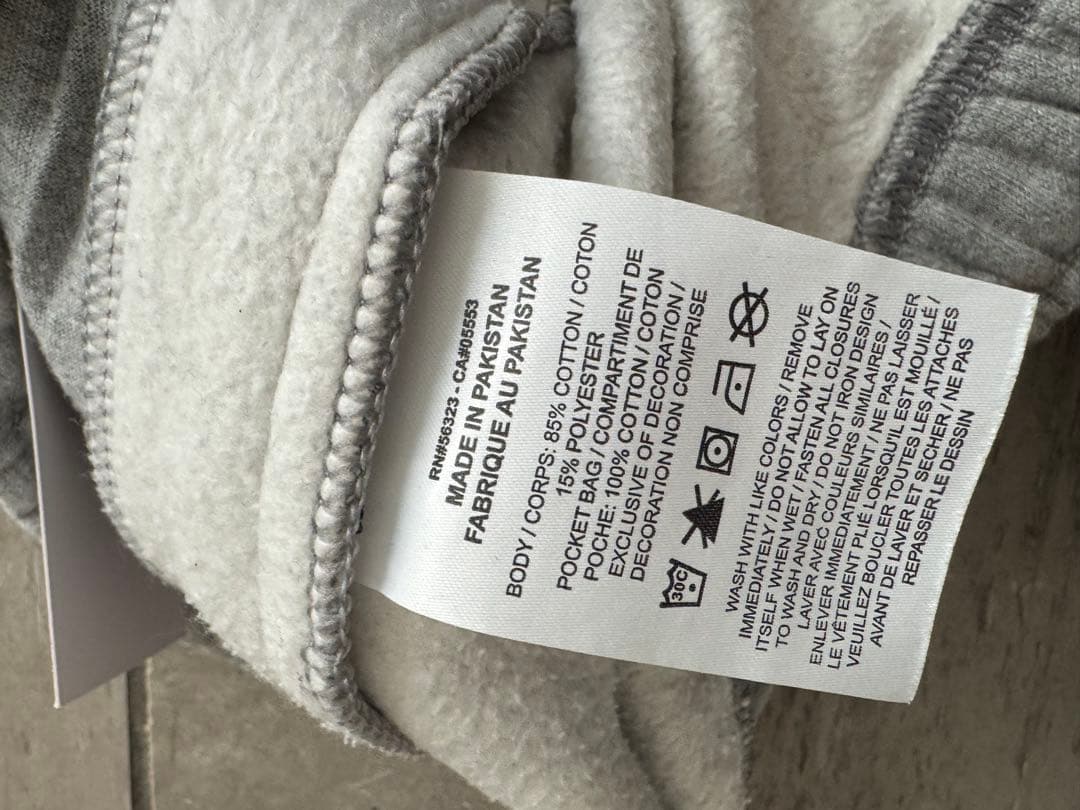 RN#56323 - CA#05553
MADE IN PAKISTAN
FABRIQUE AU PAKISTAN
BODY / CORPS: 85% COTTON / COTON
15% POLYESTER
POCKET BAG / COMPARTIMENT DE
POCHE: 100% COTTON / COTON
EXCLUSIVE OF DECORATION /
DECORATION NON COMPRISE
30C
WASH WITH LIKE COLORS / REMOVE
IMMEDIATELY / DO NOT ALLOW TO LAY ON
ITSELF WHEN WET / FASTEN ALL CLOSURES
TO WASH AND DRY / DO NOT IRON DESIGN
LAVER AVEC COULEURS SIMILAIRES /
ENLEVER IMMEDIATEMENT / NE PAS LAISSER
LE VÊTEMENT PLIÉ LORSQU'IL EST MOUILLÉ /
VEUILLEZ BOUCLER TOUTES LES ATTACHES
AVANT DE LAVER ET SECHER / NE PAS
REPASSER LE DESSIN